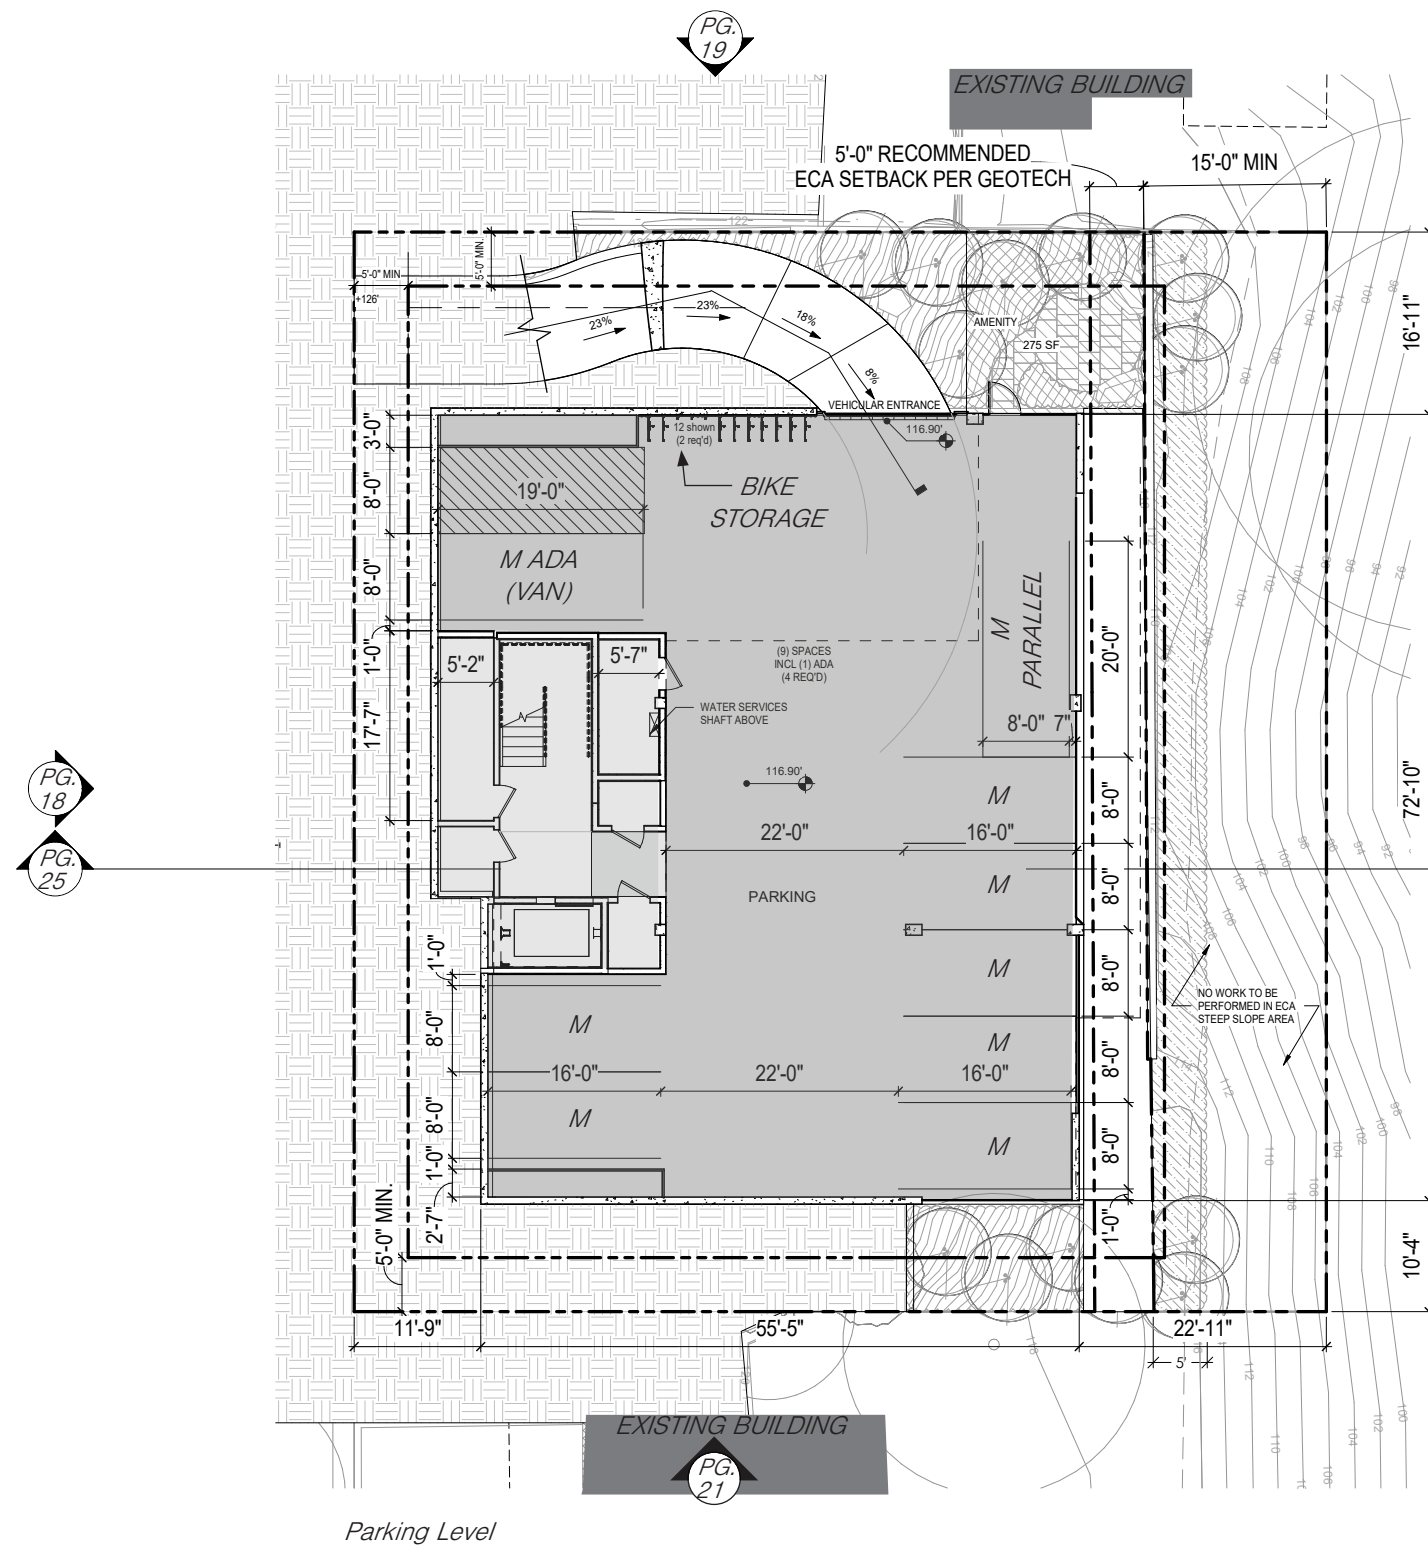 PG.
19
EXISTING BUILDING
5'-0" RECOMMENDED
ECA SETBACK PER GEOTECH
15'-0" MIN
122
5'-0" MIN.
5'-0" MIN
+126'
16'-11"
23%
23%
18%
8%
AMENITY
275 SF
VEHICULAR ENTRANCE
116.90'
3'-0"
12 shown
(2 req'd)
8'-0"
19'-0"
BIKE
STORAGE
M ADA
(VAN)
8'-0"
M
PARALLEL
20'-0"
1'-0"
5'-2"
5'-7"
(9) SPACES
INCL (1) ADA
(4 REQ'D)
WATER SERVICES
SHAFT ABOVE
17'-7"
8'-0"
7"
PG.
18
116.90'
M
8'-0"
72'-10"
22'-0"
16'-0"
PG.
25
PARKING
M
8'-0"
1'-0"
M
8'-0"
NO WORK TO BE
PERFORMED IN ECA
STEEP SLOPE AREA
M
8'-0"
M
8'-0"
16'-0"
22'-0"
16'-0"
M
8'-0"
M
8'-0"
1'-0"
2'-7"
5'-0" MIN.
1'-0"
10'-4"
11'-9"
55'-5"
22'-11"
5'
EXISTING BUILDING
PG.
21
Parking Level